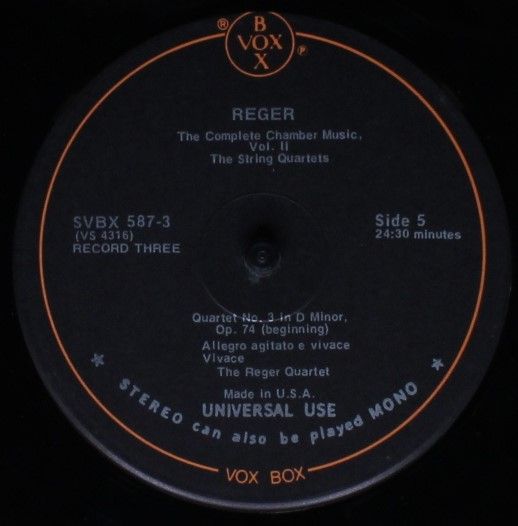 BOX
® VOX ℗
REGER
The Complete Chamber Music,
Vol. II
The String Quartets
SVBX 587-3
(VS 4316)
RECORD THREE
Side 5
24:30 minutes
Quartet No. 3 in D Minor,
Op. 74 (beginning)
Allegro agitato e vivace
Vivace
The Reger Quartet
Made in U.S.A.
UNIVERSAL USE
★ STEREO can also be played MONO ★
VOX BOX